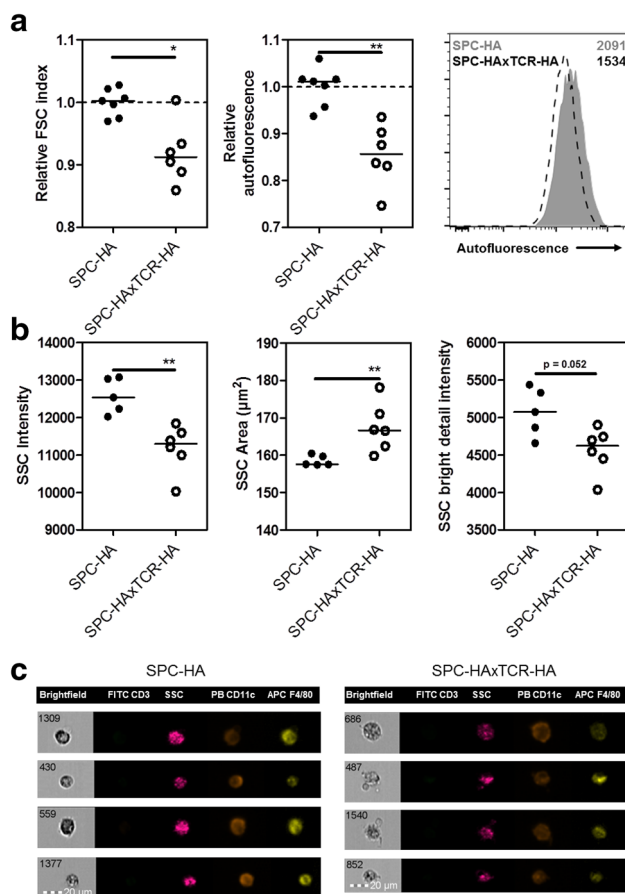 a
Relative FSC index
1.1
1.0
0.9
0.8
*
SPC-HA
SPC-HAxTCR-HA
Relative
autofluorescence
1.1
1.0
0.9
0.8
0.7
**
SPC-HA
SPC-HAxTCR-HA
SPC-HA 2091
SPC-HAxTCR-HA 1534
Autofluorescence
b
SSC Intensity
14000
13000
12000
11000
10000
9000
**
SPC-HA
SPC-HAxTCR-HA
SSC Area (µm²)
180
170
160
150
140
**
SPC-HA
SPC-HAxTCR-HA
SSC bright detail intensity
6000
5500
5000
4500
4000
3500
p = 0.052
SPC-HA
SPC-HAxTCR-HA
c
SPC-HA
Brightfield FITC CD3 SSC PB CD11c APC F4/80
1309
430
559
1377
20 µm
SPC-HAxTCR-HA
Brightfield FITC CD3 SSC PB CD11c APC F4/80
686
487
1540
852
20 µm